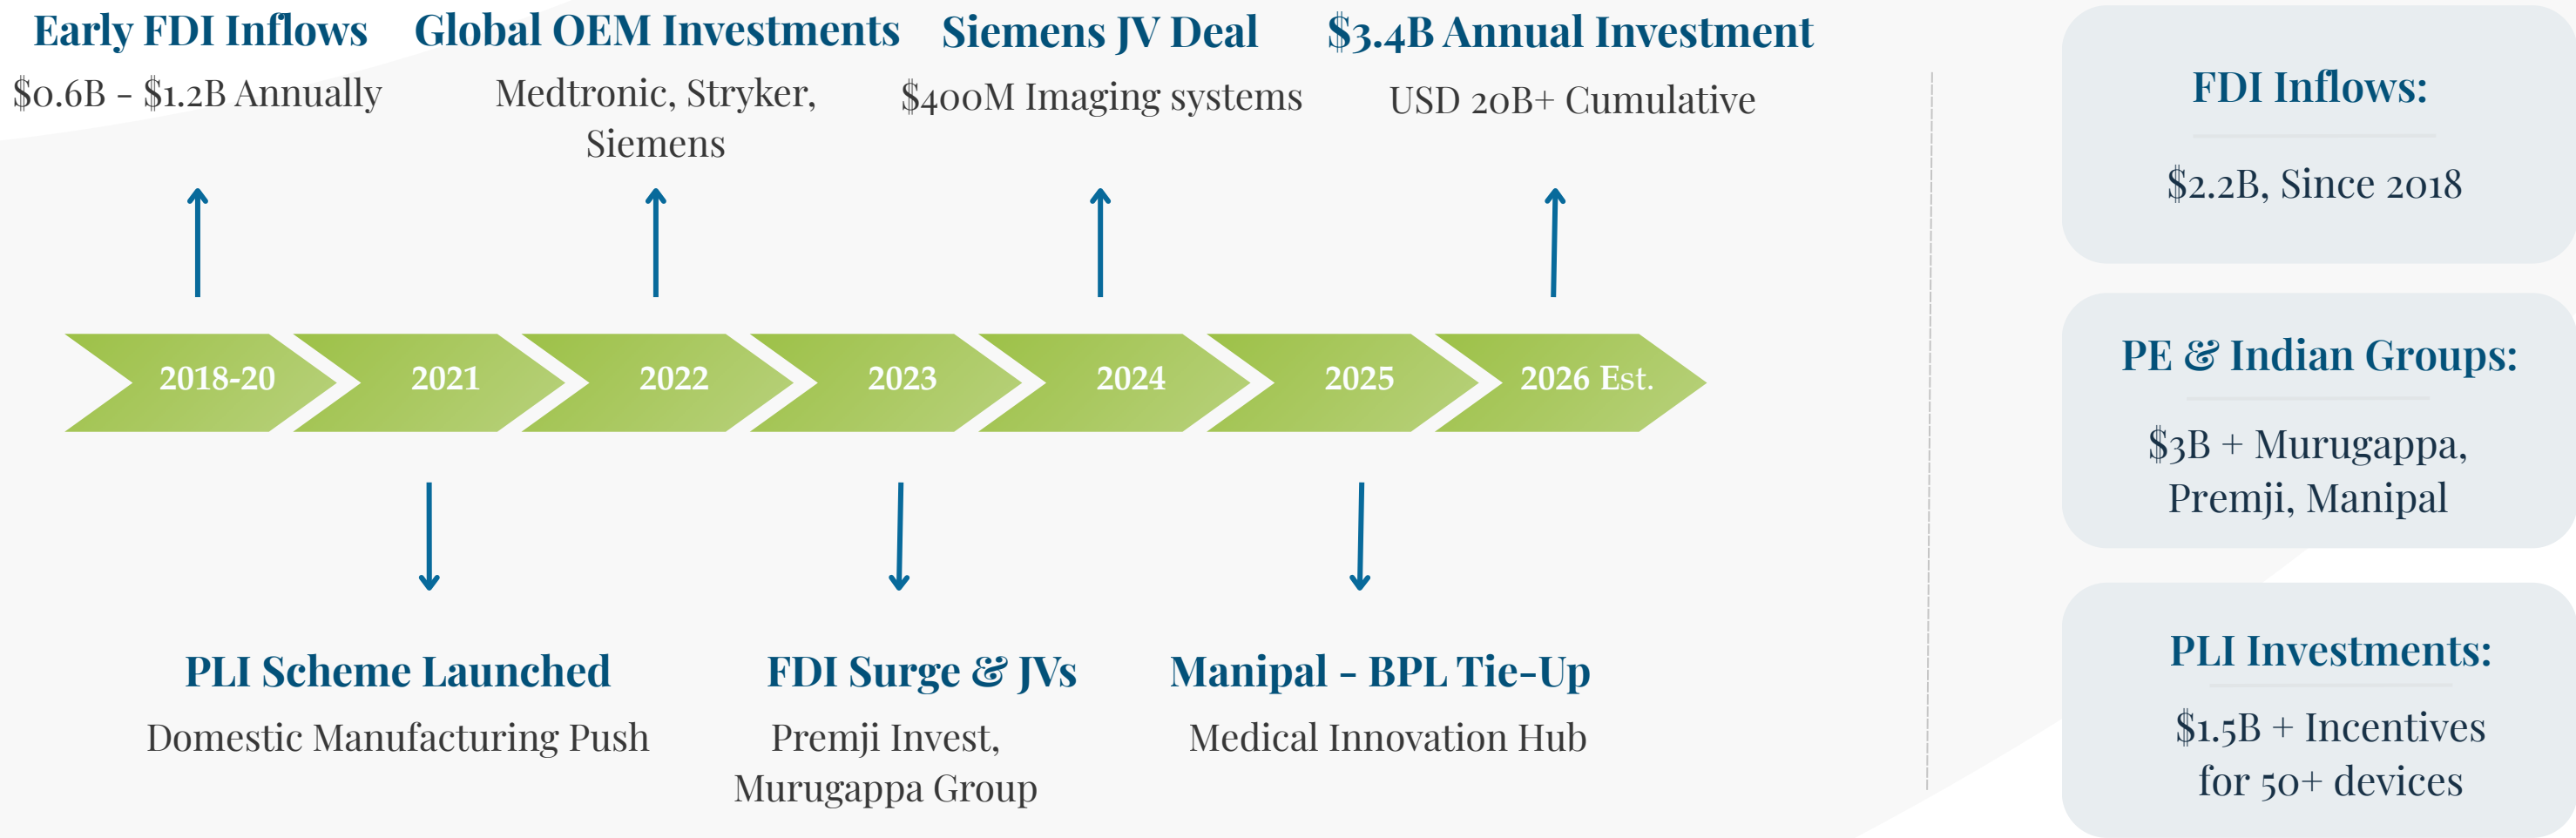 Early FDI Inflows
$0.6B - $1.2B Annually
Global OEM Investments
Medtronic, Stryker,
Siemens
Siemens JV Deal
$400M Imaging systems
$3.4B Annual Investment
USD 20B+ Cumulative
2018-20
2021
2022
2023
2024
2025
2026 Est.
PLI Scheme Launched
Domestic Manufacturing Push
FDI Surge & JVs
Premji Invest,
Murugappa Group
Manipal - BPL Tie-Up
Medical Innovation Hub
FDI Inflows:
$2.2B, Since 2018
PE & Indian Groups:
$3B + Murugappa,
Premji, Manipal
PLI Investments:
$1.5B + Incentives
for 50+ devices